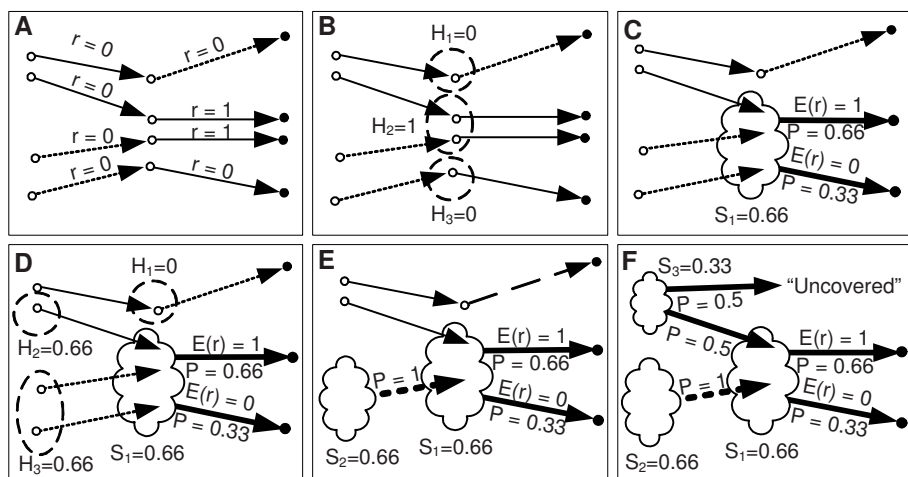 A
r = 0
r = 0
r = 0
r = 1
r = 1
r = 0
r = 0
r = 0
B
H₁=0
H₂=1
H₃=0
C
E(r) = 1
P = 0.66
E(r) = 0
P = 0.33
S₁=0.66
D
H₁=0
H₂=0.66
E(r) = 1
P = 0.66
E(r) = 0
P = 0.33
H₃=0.66
S₁=0.66
E
E(r) = 1
P = 0.66
P = 1
E(r) = 0
P = 0.33
S₂=0.66
S₁=0.66
F
S₃=0.33
P = 0.5
"Uncovered"
P = 0.5
E(r) = 1
P = 0.66
P = 1
E(r) = 0
P = 0.33
S₂=0.66
S₁=0.66